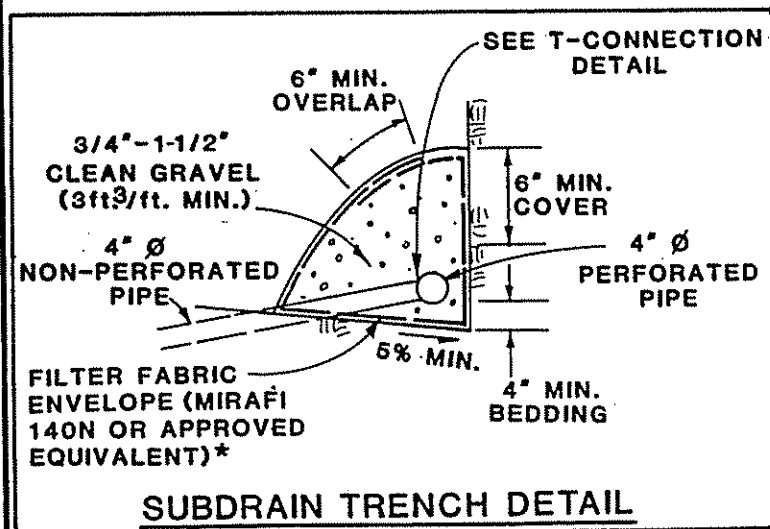 SEE T-CONNECTION
DETAIL
6" MIN.
OVERLAP
3/4"-1-1/2"
CLEAN GRAVEL
(3ft³/ft. MIN.)
6" MIN.
COVER
4" Ø
NON-PERFORATED
PIPE
4" Ø
PERFORATED
PIPE
5% MIN.
FILTER FABRIC
ENVELOPE (MIRAFI
140N OR APPROVED
EQUIVALENT)*
4" MIN.
BEDDING
SUBDRAIN TRENCH DETAIL